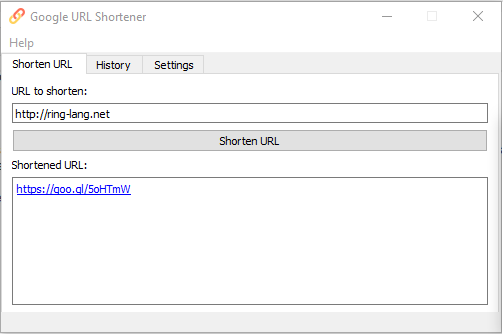 Google URL Shortener
Help
Shorten URL History Settings
URL to shorten:
http://ring-lang.net
Shorten URL
Shortened URL:
https://goo.gl/5oHTmW